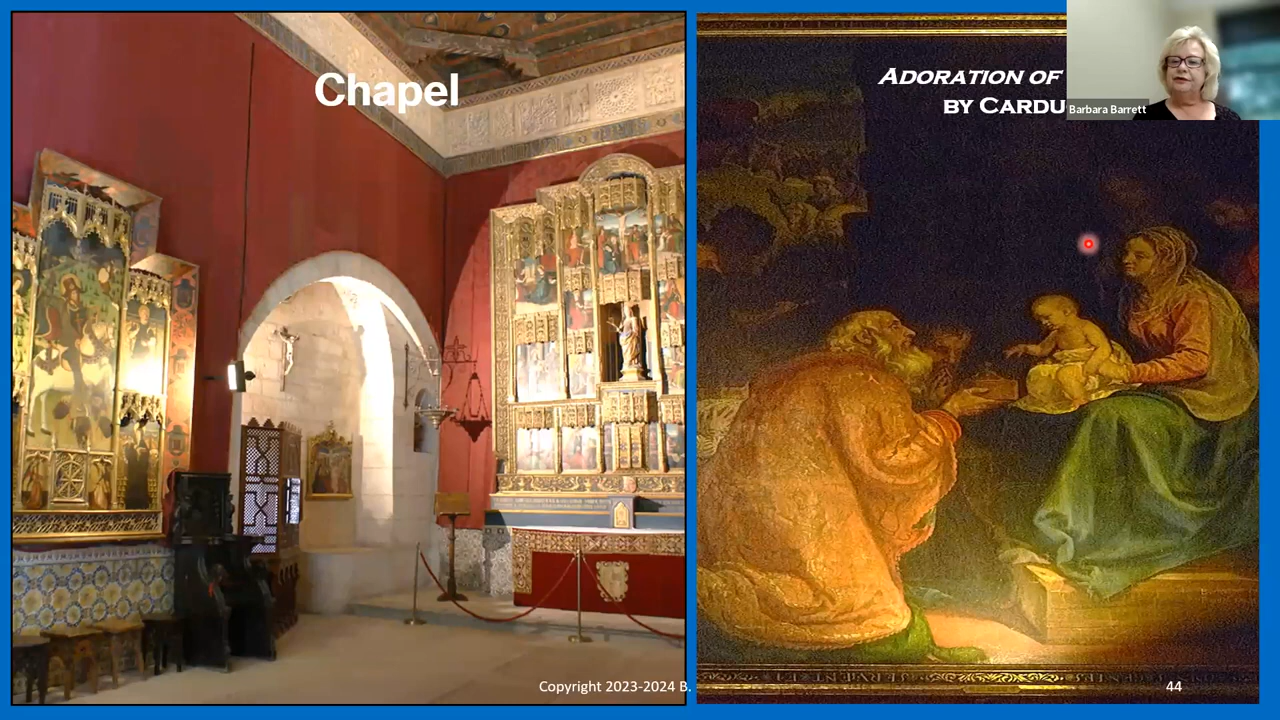 Chapel
ADORATION OF
BY CARDU
Barbara Barrett
Copyright 2023-2024 B.
44